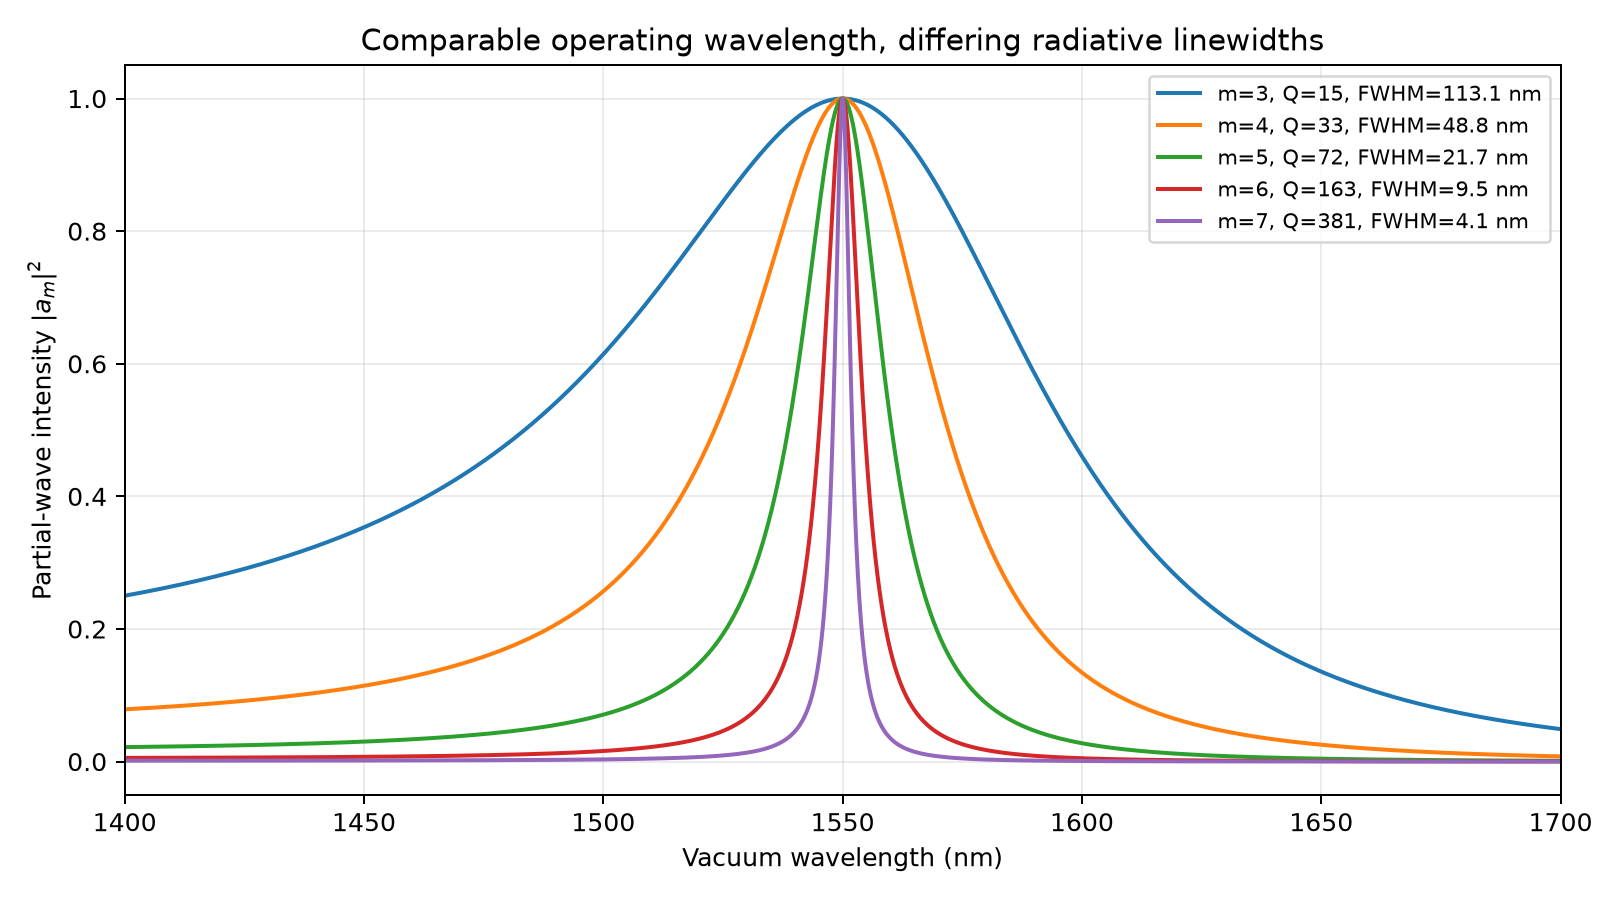 Comparable operating wavelength, differing radiative linewidths
m=3, Q=15, FWHM=113.1 nm
m=4, Q=33, FWHM=48.8 nm
m=5, Q=72, FWHM=21.7 nm
m=6, Q=163, FWHM=9.5 nm
m=7, Q=381, FWHM=4.1 nm
Partial-wave intensity |aₘ|²
1.0
0.8
0.6
0.4
0.2
0.0
1400 1450 1500 1550 1600 1650 1700
Vacuum wavelength (nm)